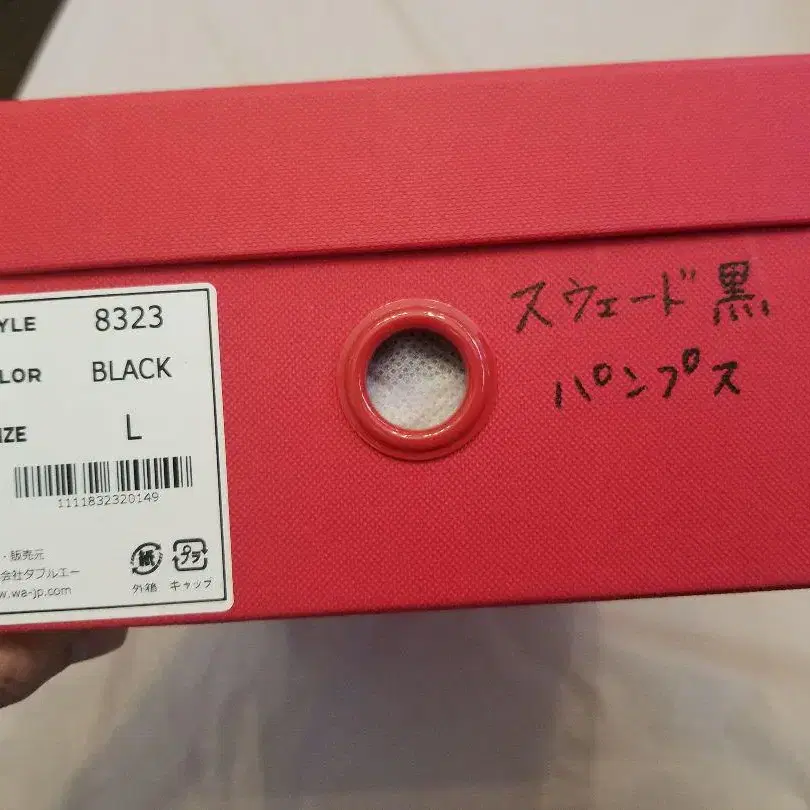 YLE 8323
LOR BLACK
IZE L
1111832320149
・販売元
会社ダブルエー
w.wa-jp.com
紙 プラ
外箱 キャップ
スウェード黒
パンプス